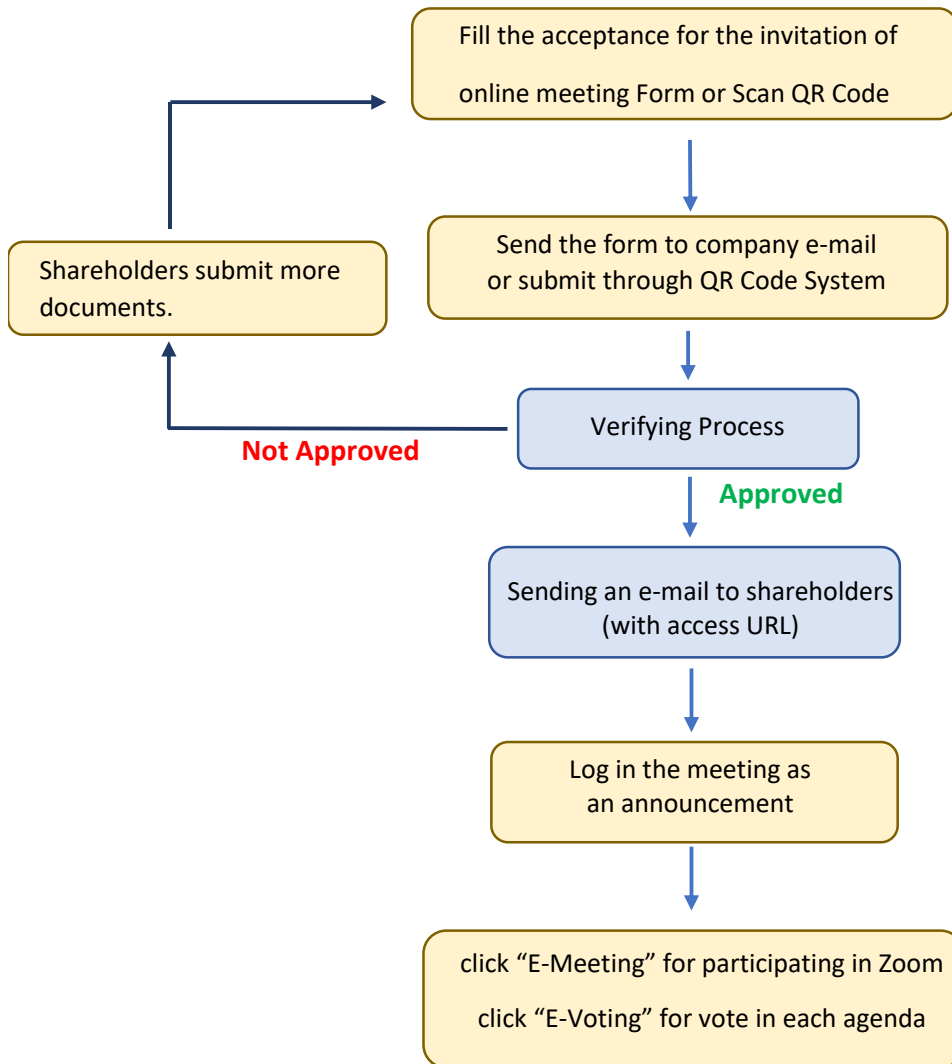 Fill the acceptance for the invitation of
online meeting Form or Scan QR Code
Send the form to company e-mail
or submit through QR Code System
Shareholders submit more
documents.
Verifying Process
Not Approved
Approved
Sending an e-mail to shareholders
(with access URL)
Log in the meeting as
an announcement
click “E-Meeting” for participating in Zoom
click “E-Voting” for vote in each agenda